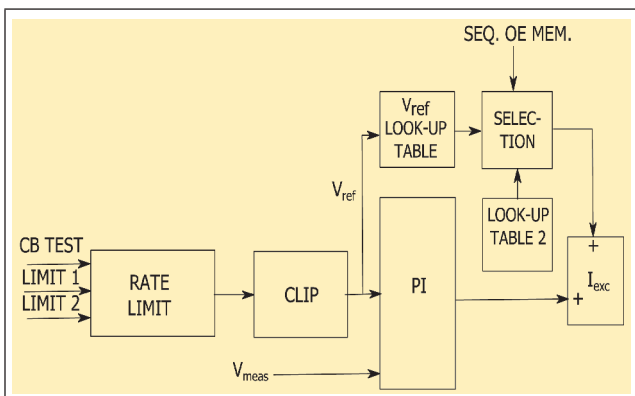 SEQ. OE MEM.
Vref
LOOK-UP
TABLE
SELEC-
TION
Vref
LOOK-UP
TABLE 2
CB TEST
LIMIT 1
LIMIT 2
RATE
LIMIT
CLIP
PI
+
Iexc
+
Vmeas